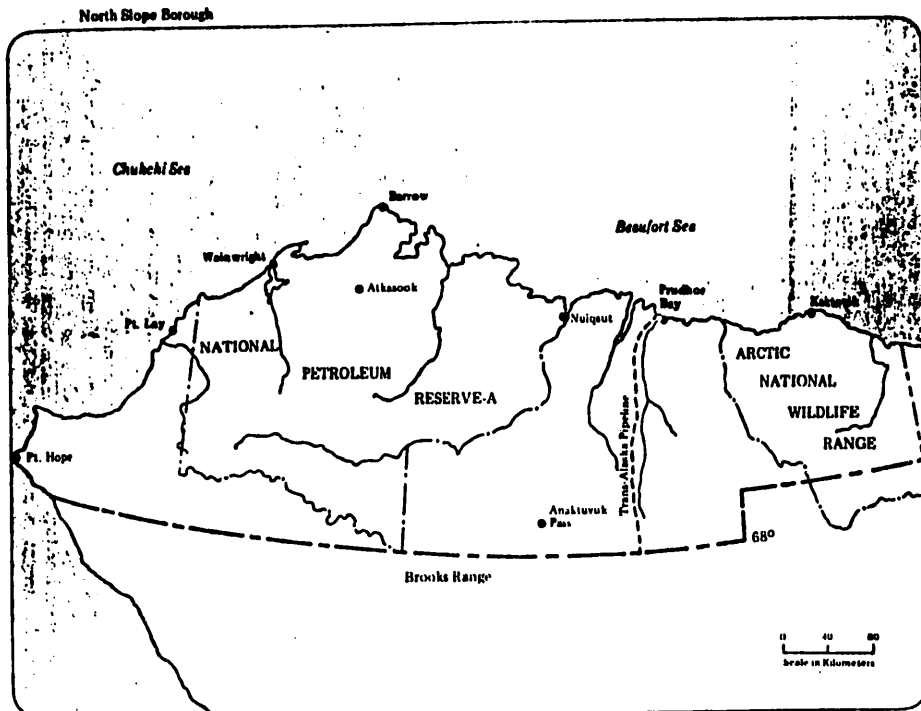 North Slope Borough
Chukchi Sea
Barrow
Beaufort Sea
Wainwright
Atkasook
Prudhoe
Bay
Kaktovik
Nuiqsut
Pt. Lay
NATIONAL
PETROLEUM
RESERVE-A
ARCTIC
NATIONAL
WILDLIFE
RANGE
Trans-Alaska Pipeline
Pt. Hope
Anaktuvuk
Pass
68°
Brooks Range
0 40 80
Scale in Kilometers